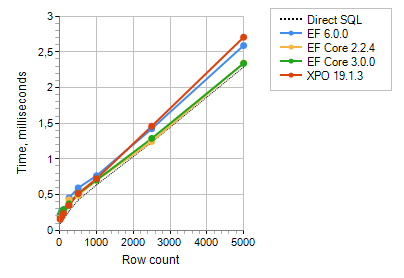 Direct SQL
EF 6.0.0
EF Core 2.2.4
EF Core 3.0.0
XPO 19.1.3
Time, milliseconds
3
2,5
2
1,5
1
0,5
0
0 1000 2000 3000 4000 5000
Row count